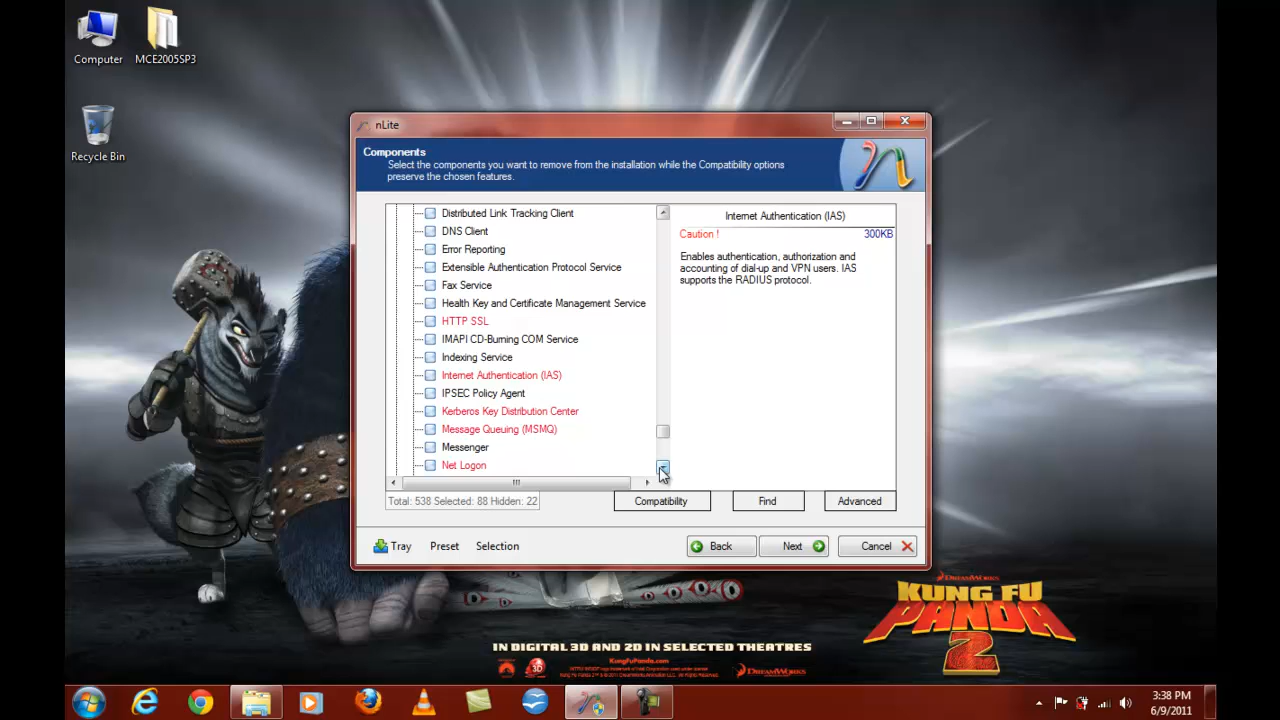 Computer
MCE2005SP3
Recycle Bin
nLite
Components
Select the components you want to remove from the installation while the Compatibility options
preserve the chosen features.
Distributed Link Tracking Client
DNS Client
Error Reporting
Extensible Authentication Protocol Service
Fax Service
Health Key and Certificate Management Service
HTTP SSL
IMAPI CD-Burning COM Service
Indexing Service
Internet Authentication (IAS)
IPSEC Policy Agent
Kerberos Key Distribution Center
Message Queuing (MSMQ)
Messenger
Net Logon
Internet Authentication (IAS)
Caution ! 300KB
Enables authentication, authorization and
accounting of dial-up and VPN users. IAS
supports the RADIUS protocol.
Total: 538 Selected: 88 Hidden: 22
Compatibility Find Advanced
Tray Preset Selection Back Next Cancel
DREAMWORKS
KUNG FU
PANDA
2
IN DIGITAL 3D AND 2D IN SELECTED THEATRES
KungFuPanda.com
DREAMWORKS
3:38 PM
6/9/2011